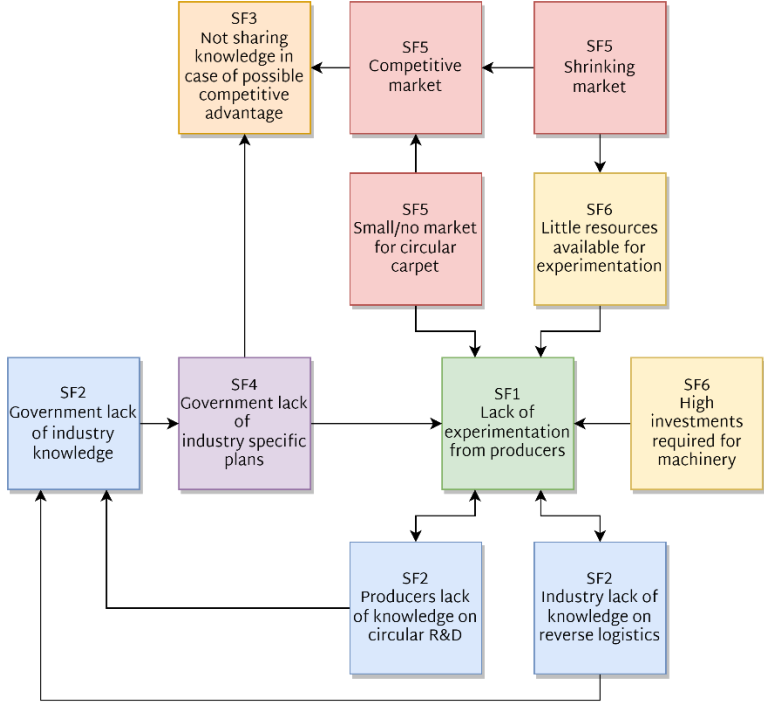 SF3
Not sharing
knowledge in
case of possible
competitive
advantage
SF5
Competitive
market
SF5
Shrinking
market
SF5
Small/no market
for circular
carpet
SF6
Little resources
available for
experimentation
SF2
Government lack
of industry
knowledge
SF4
Government lack
of
industry specific
plans
SF1
Lack of
experimentation
from producers
SF6
High
investments
required for
machinery
SF2
Producers lack
of knowledge on
circular R&D
SF2
Industry lack of
knowledge on
reverse logistics